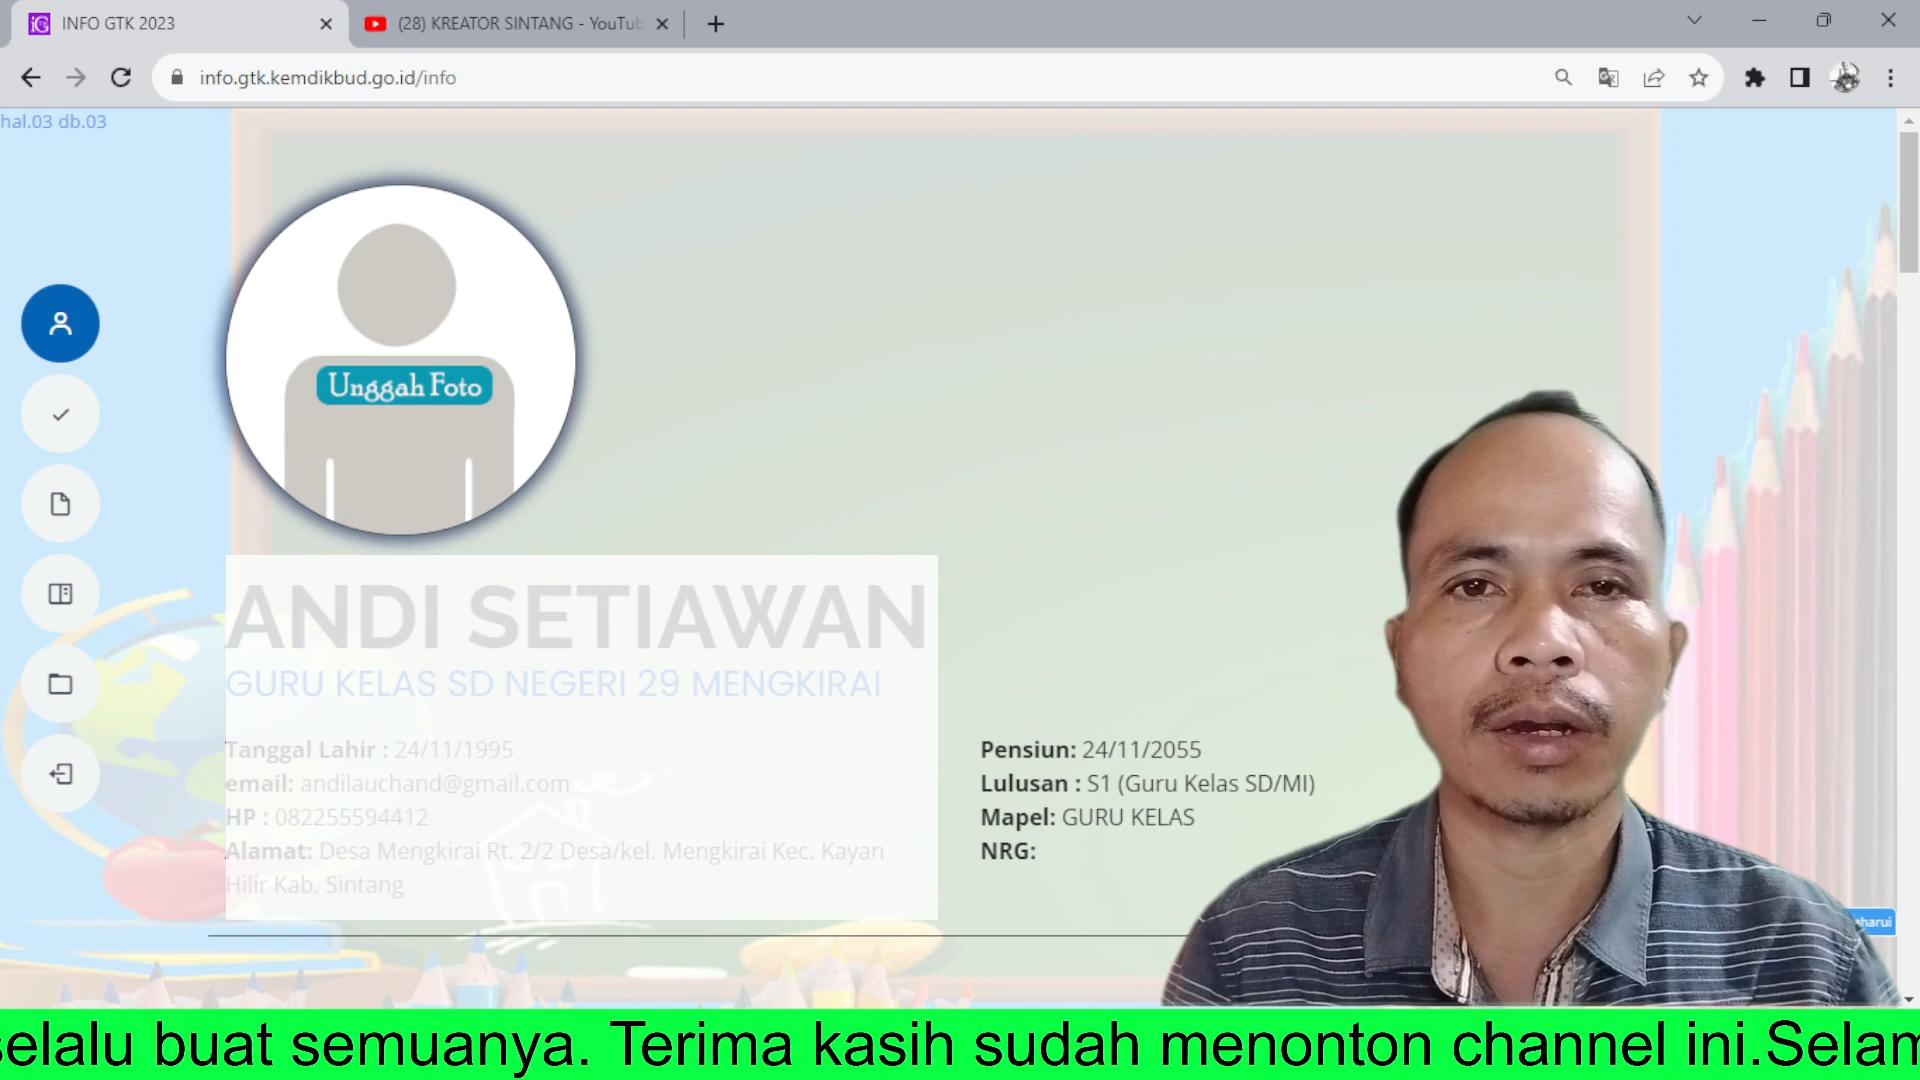 INFO GTK 2023
(28) KREATOR SINTANG - YouTub
info.gtk.kemdikbud.go.id/info
hal.03 db.03
Unggah Foto
ANDI SETIAWAN
GURU KELAS SD NEGERI 29 MENGKIRAI
Tanggal Lahir : 24/11/1995
email: andilauchand@gmail.com
HP : 082255594412
Alamat: Desa Mengkirai Rt. 2/2 Desa/kel. Mengkirai Kec. Kayan
Hilir Kab. Sintang
Pensiun: 24/11/2055
Lulusan : S1 (Guru Kelas SD/MI)
Mapel: GURU KELAS
NRG:
selalu buat semuanya. Terima kasih sudah menonton channel ini.Selam